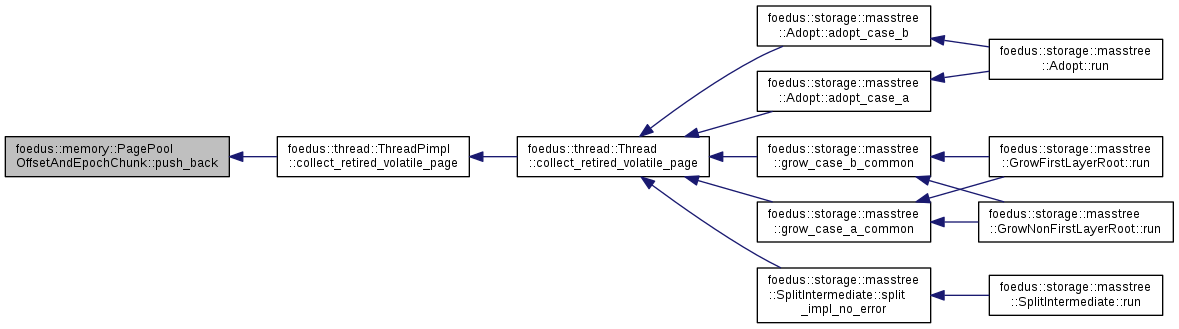 foedus::memory::PagePool
OffsetAndEpochChunk::push_back
foedus::thread::ThreadPimpl
::collect_retired_volatile_page
foedus::thread::Thread
::collect_retired_volatile_page
foedus::storage::masstree
::Adopt::adopt_case_b
foedus::storage::masstree
::Adopt::adopt_case_a
foedus::storage::masstree
::grow_case_b_common
foedus::storage::masstree
::grow_case_a_common
foedus::storage::masstree
::SplitIntermediate::split
_impl_no_error
foedus::storage::masstree
::Adopt::run
foedus::storage::masstree
::GrowFirstLayerRoot::run
foedus::storage::masstree
::GrowNonFirstLayerRoot::run
foedus::storage::masstree
::SplitIntermediate::run